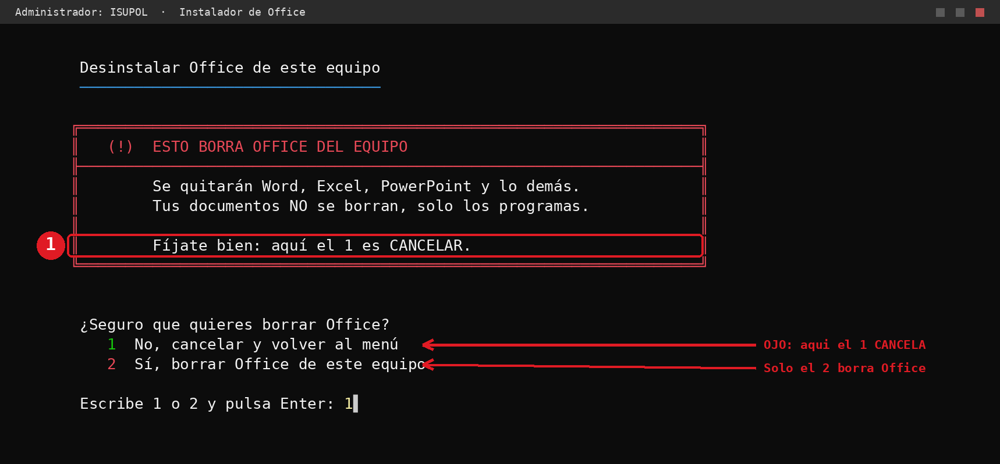 Administrador: ISUPOL · Instalador de Office
Desinstalar Office de este equipo
(!) ESTO BORRA OFFICE DEL EQUIPO
Se quitarán Word, Excel, PowerPoint y lo demás.
Tus documentos NO se borran, solo los programas.
1
Fíjate bien: aquí el 1 es CANCELAR.
¿Seguro que quieres borrar Office?
1 No, cancelar y volver al menú
OJO: aqui el 1 CANCELA
2 Sí, borrar Office de este equipo
Solo el 2 borra Office
Escribe 1 o 2 y pulsa Enter: 1